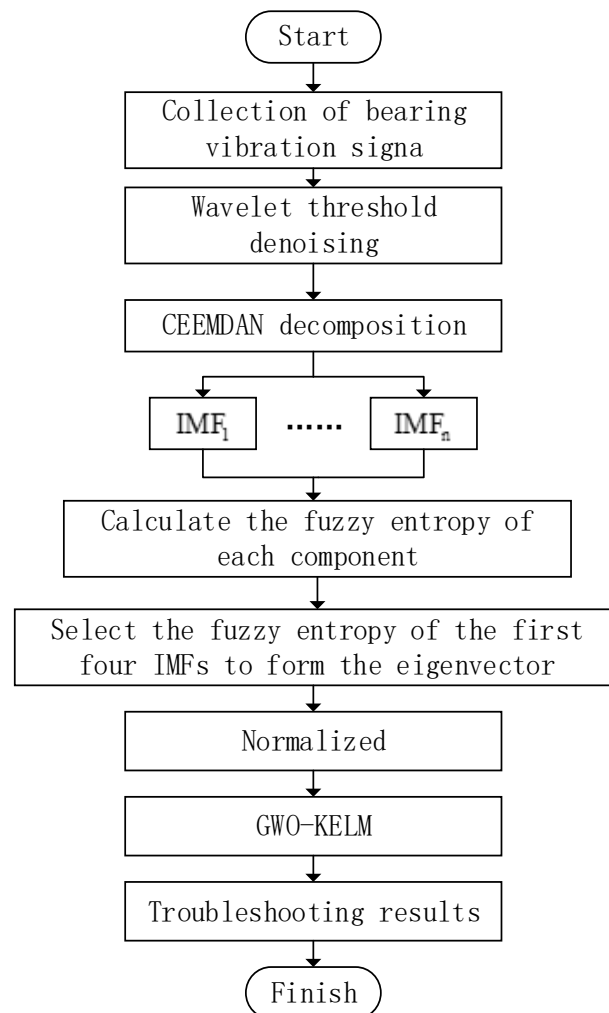 Start
Collection of bearing
vibration signa
Wavelet threshold
denoising
CEEMDAN decomposition
IMF₁ ...... IMFₙ
Calculate the fuzzy entropy of
each component
Select the fuzzy entropy of the first
four IMFs to form the eigenvector
Normalized
GWO-KELM
Troubleshooting results
Finish